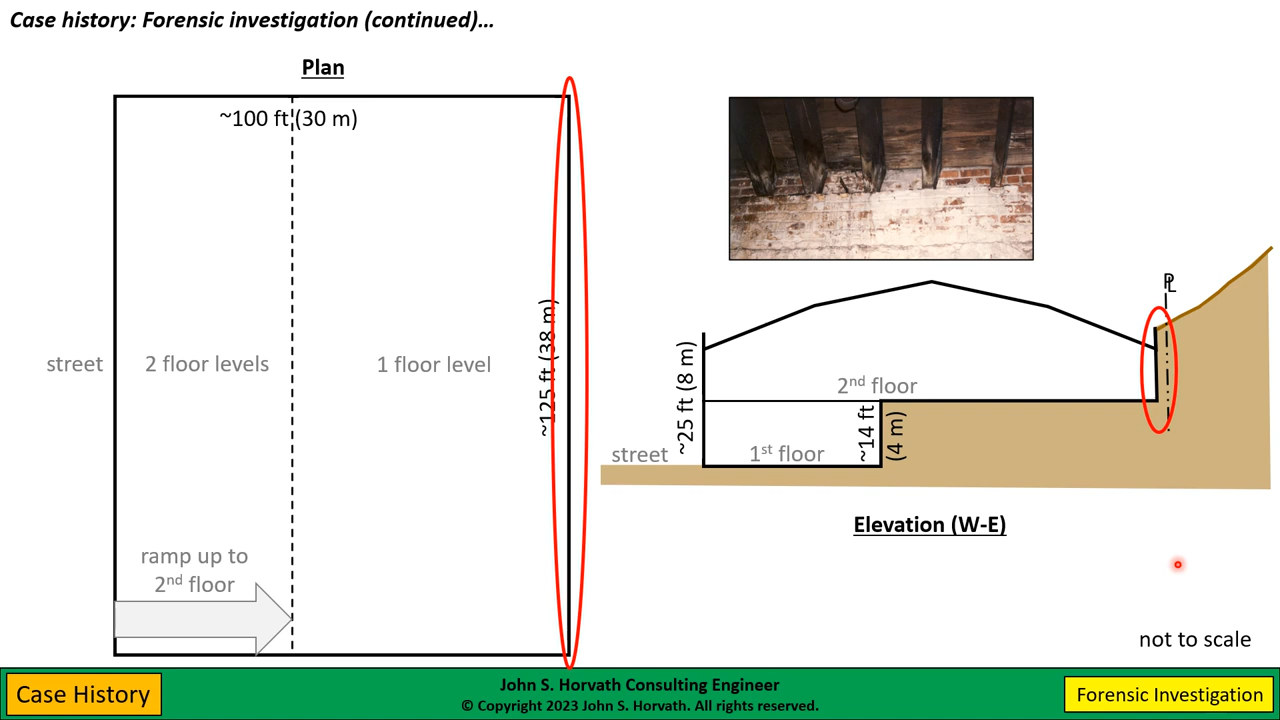 Case history: Forensic investigation (continued)…
Plan
~100 ft (30 m)
street
2 floor levels
1 floor level
~125 ft (38 m)
ramp up to
2nd floor
PL
~25 ft (8 m)
2nd floor
~14 ft
(4 m)
street
1st floor
Elevation (W-E)
not to scale
Case History
John S. Horvath Consulting Engineer
© Copyright 2023 John S. Horvath. All rights reserved.
Forensic Investigation